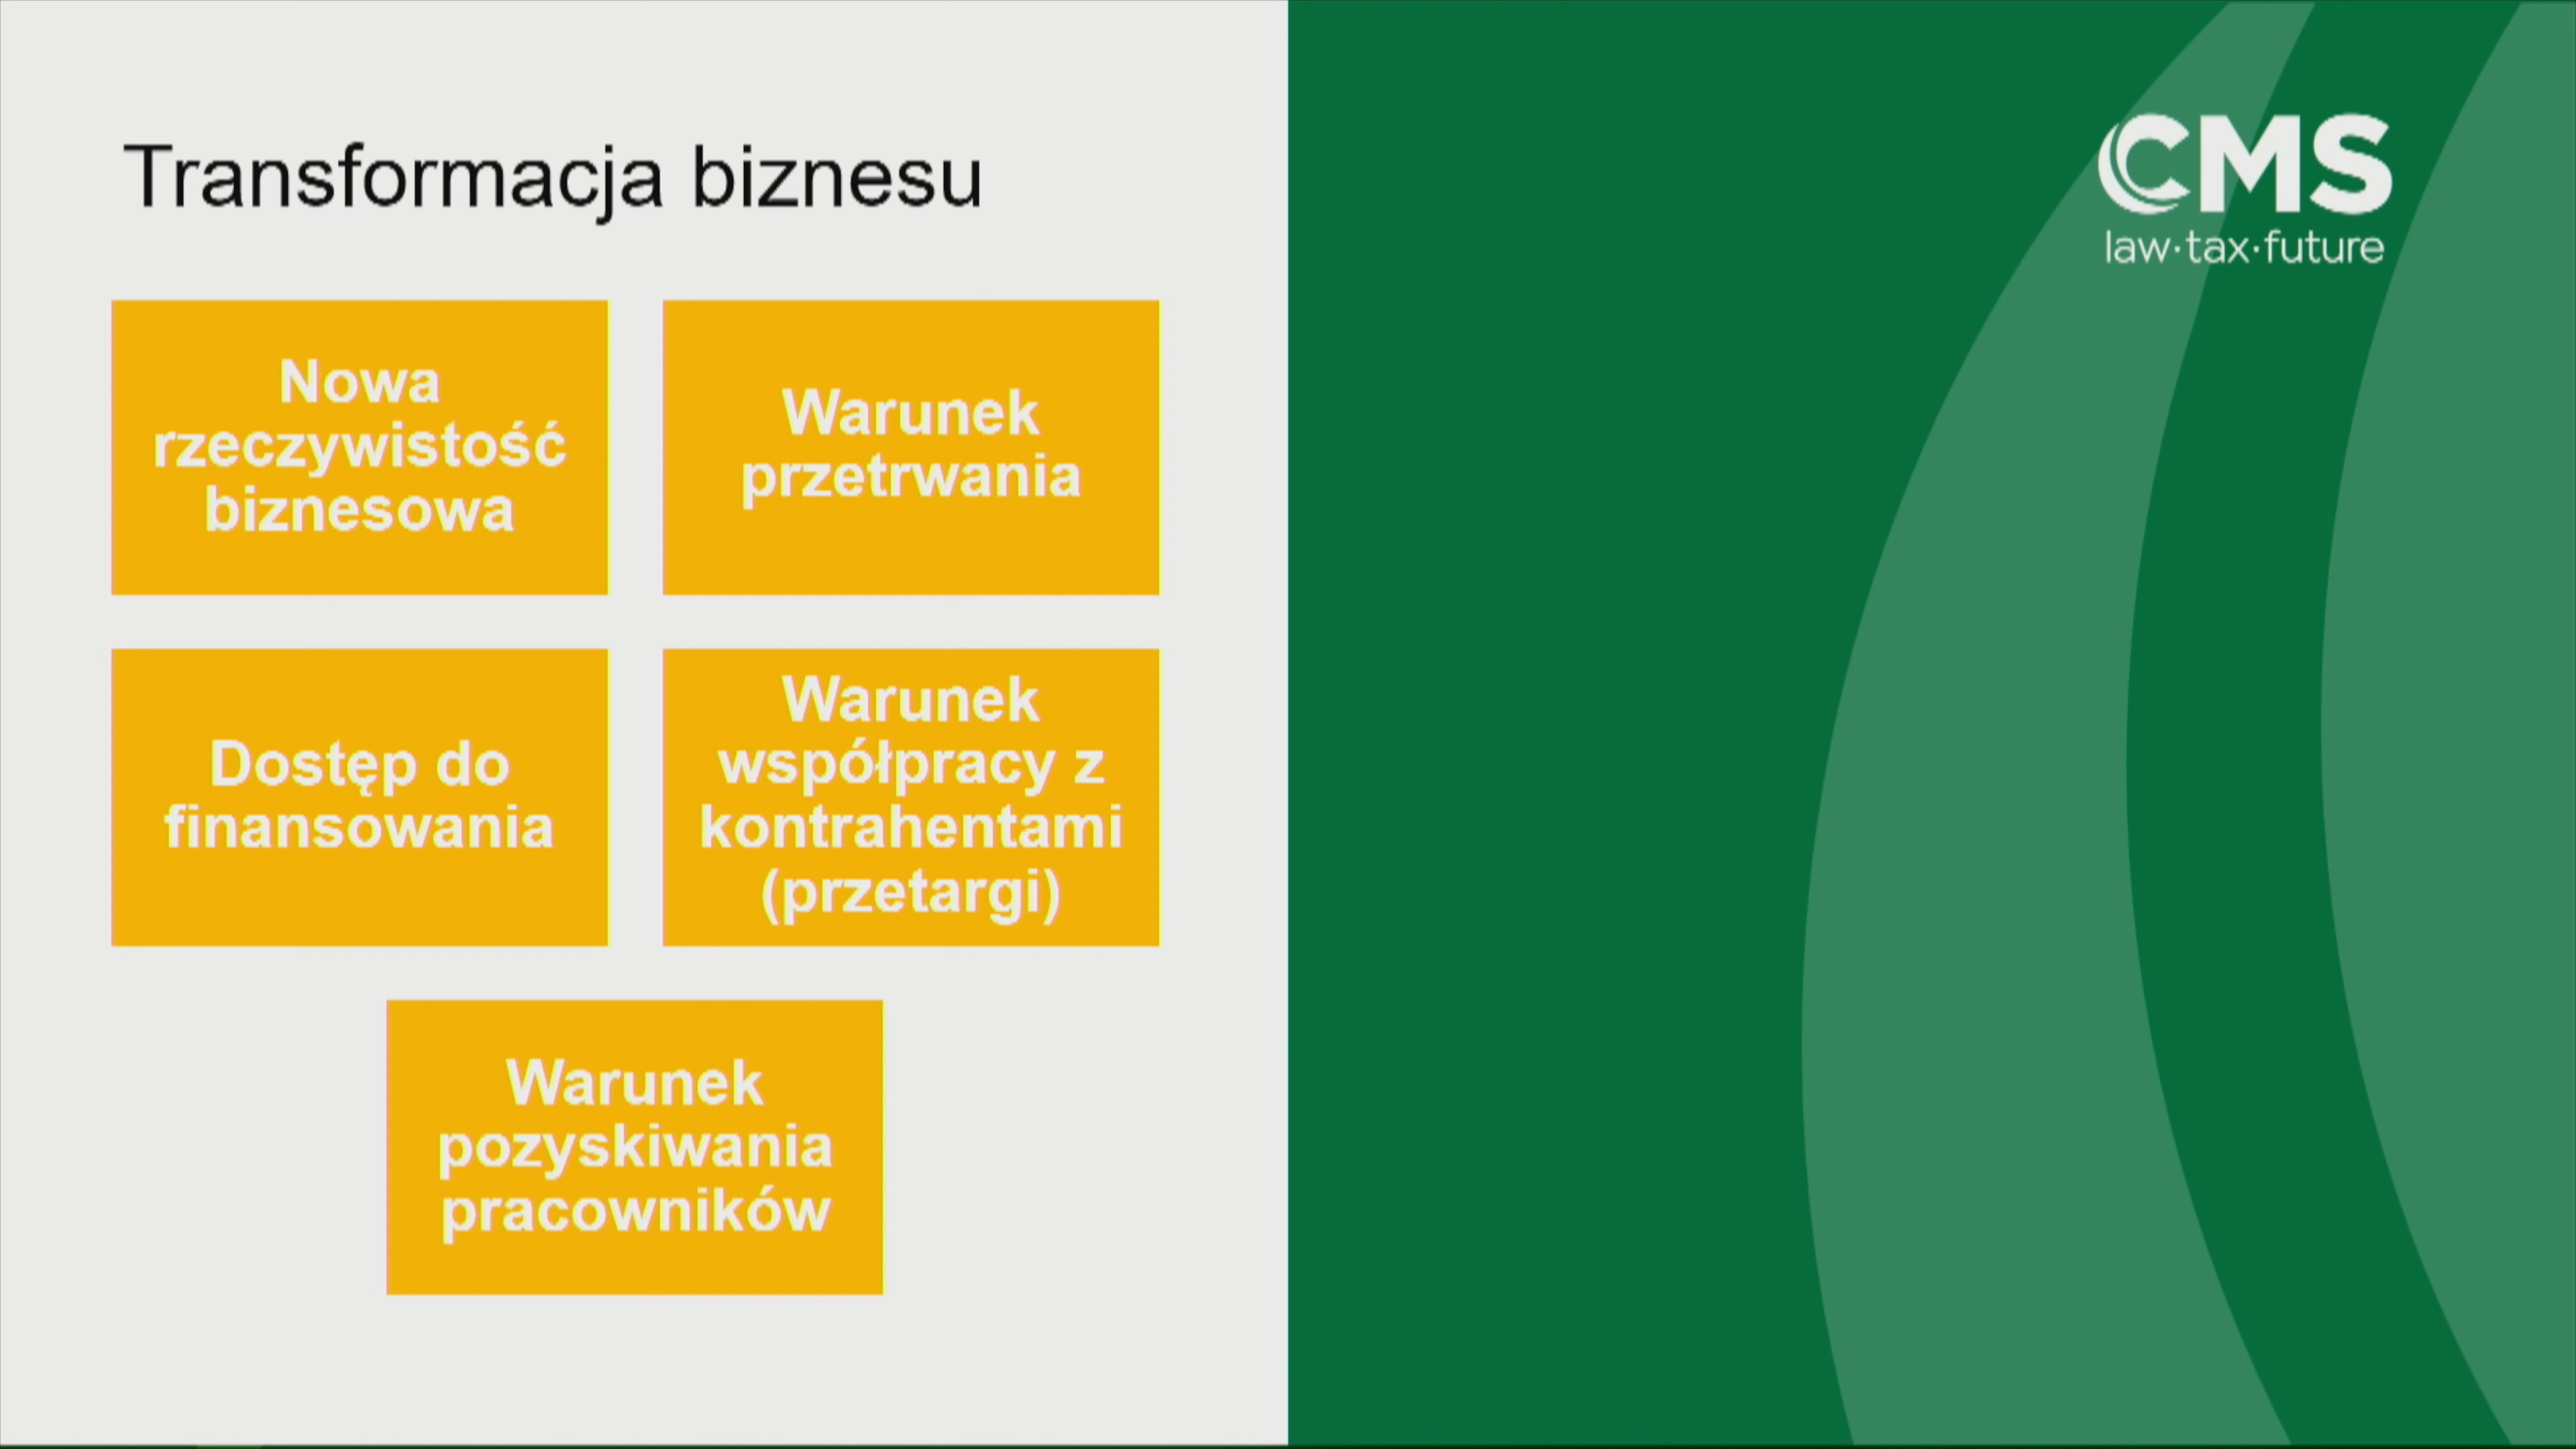 Transformacja biznesu
Nowa
rzeczywistość
biznesowa
Warunek
przetrwania
Dostęp do
finansowania
Warunek
współpracy z
kontrahentami
(przetargi)
Warunek
pozyskiwania
pracowników
CMS
law·tax·future